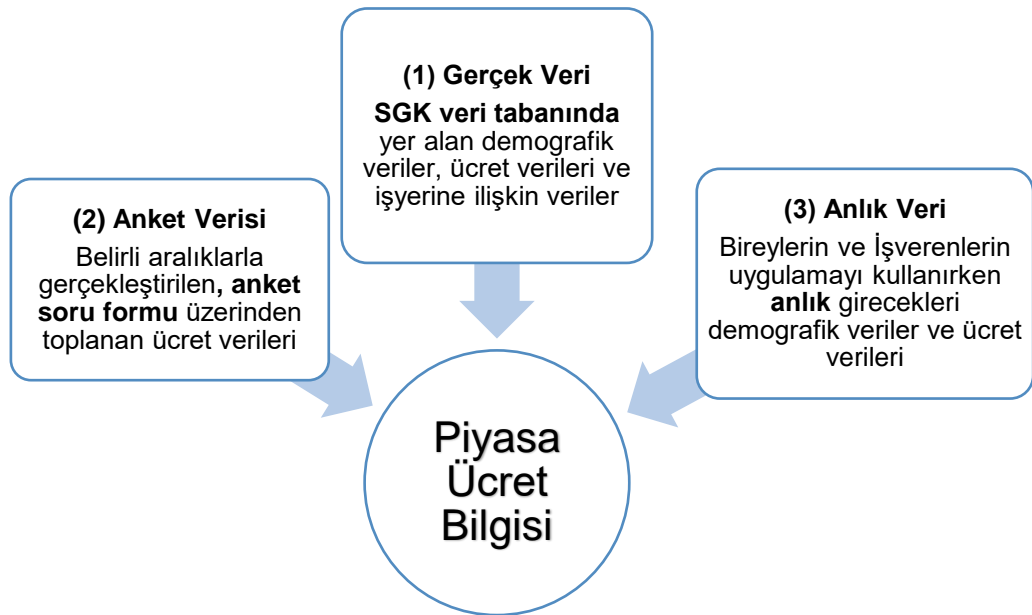 (1) Gerçek Veri
SGK veri tabanında
yer alan demografik
veriler, ücret verileri ve
işyerine ilişkin veriler
(2) Anket Verisi
Belirli aralıklarla
gerçekleştirilen, anket
soru formu üzerinden
toplanan ücret verileri
(3) Anlık Veri
Bireylerin ve İşverenlerin
uygulamayı kullanırken
anlık girecekleri
demografik veriler ve ücret
verileri
Piyasa
Ücret
Bilgisi